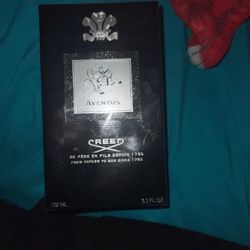 AVENTUS
CREED
DE PÈRE EN FILS DEPUIS 1760
FROM FATHER TO SON SINCE 1760
100 ML 3.3 FL.OZ